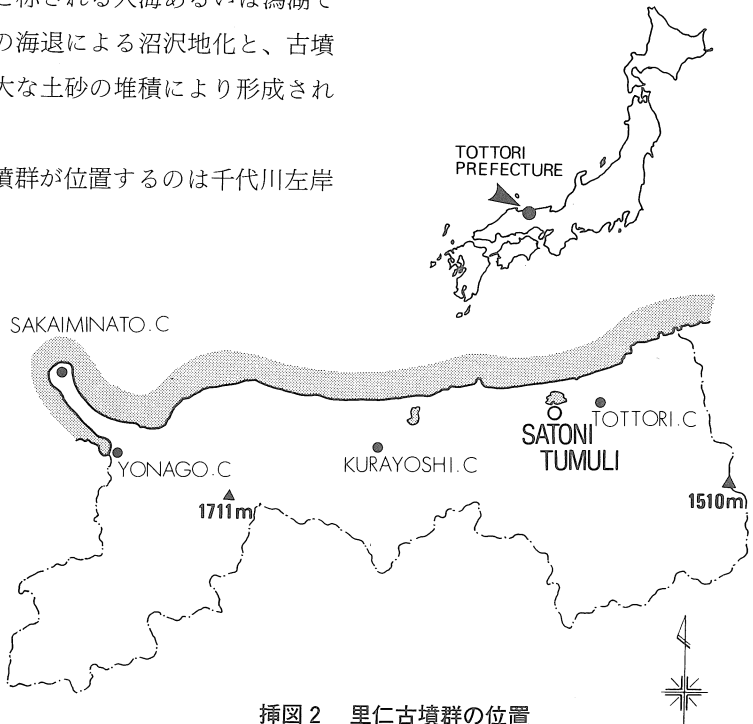 と称される入海あるいは潟湖で
の海退による沼沢地化と、古墳
大な土砂の堆積により形成され
墳群が位置するのは千代川左岸
TOTTORI
PREFECTURE
SAKAIMINATO.C
TOTTORI.C
SATONI
TUMULI
YONAGO.C
KURAYOSHI.C
1711m
1510m
挿図2 里仁古墳群の位置